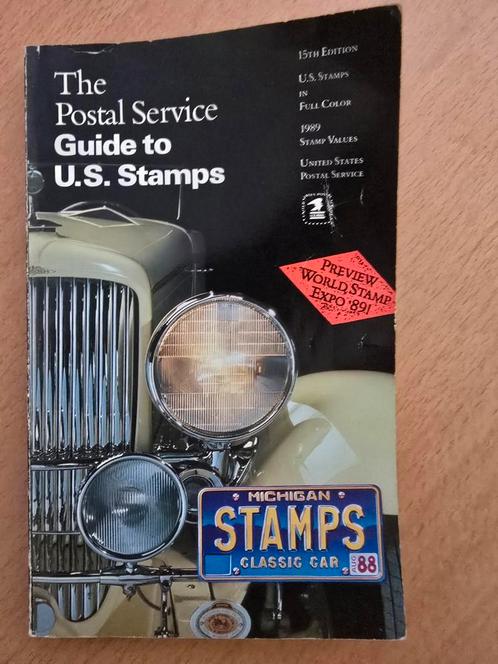 The
Postal Service
Guide to
U.S. Stamps
15TH EDITION
U.S. STAMPS
IN
FULL COLOR
1989
STAMP VALUES
UNITED STATES
POSTAL SERVICE
PREVIEW
WORLD STAMP
EXPO '89!
MICHIGAN
STAMPS
CLASSIC CAR
AUG
88